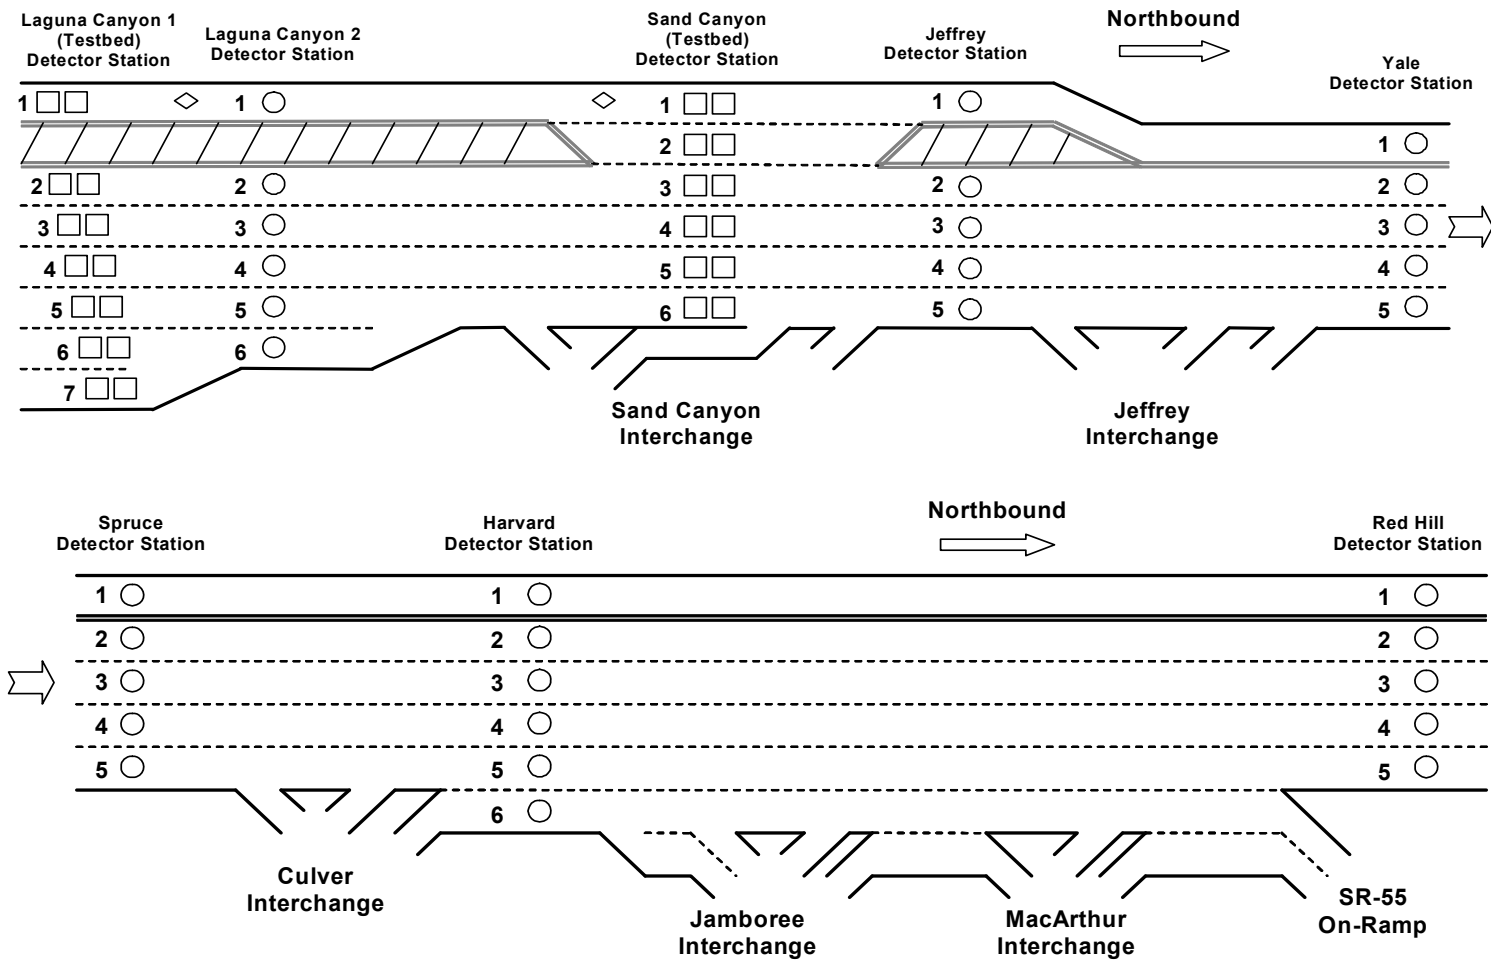 Laguna Canyon 1
(Testbed)
Detector Station
Laguna Canyon 2
Detector Station
Sand Canyon
(Testbed)
Detector Station
Jeffrey
Detector Station
Northbound
Yale
Detector Station
1
1
1
1
2
1
2
2
3
2
2
3
3
4
3
3
4
4
5
4
4
5
5
6
5
5
6
6
7
Sand Canyon
Interchange
Jeffrey
Interchange
Spruce
Detector Station
Harvard
Detector Station
Northbound
Red Hill
Detector Station
1
1
1
2
2
2
3
3
3
4
4
4
5
5
5
6
Culver
Interchange
Jamboree
Interchange
MacArthur
Interchange
SR-55
On-Ramp